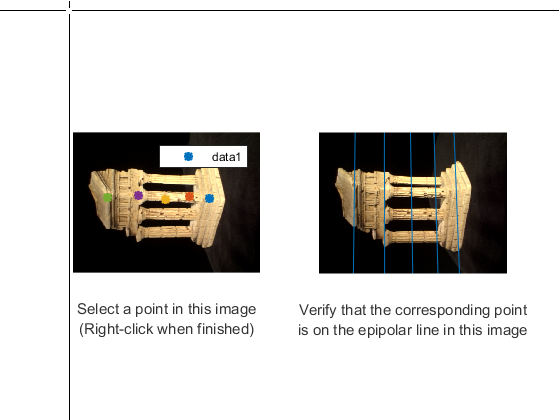 data1
Select a point in this image
(Right-click when finished)
Verify that the corresponding point
is on the epipolar line in this image